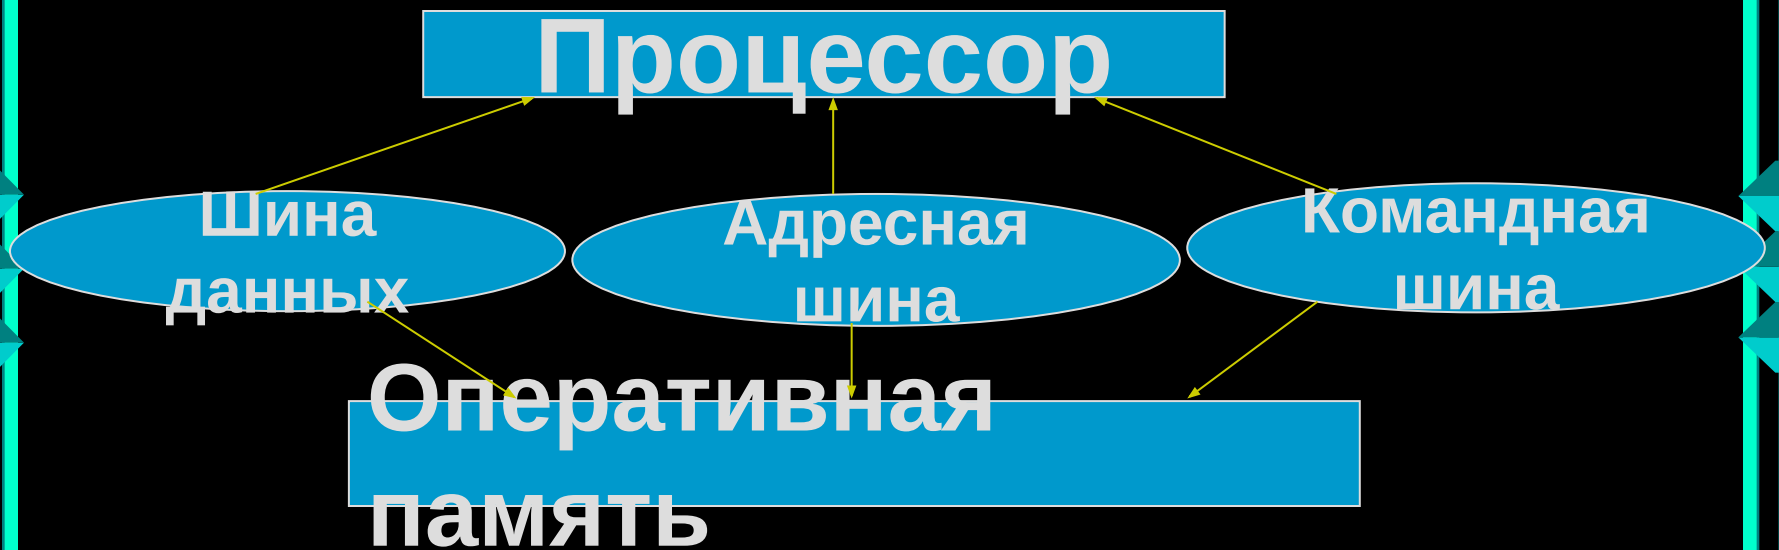 Процессор
Шина
данных
Адресная
шина
Командная
шина
Оперативная
память